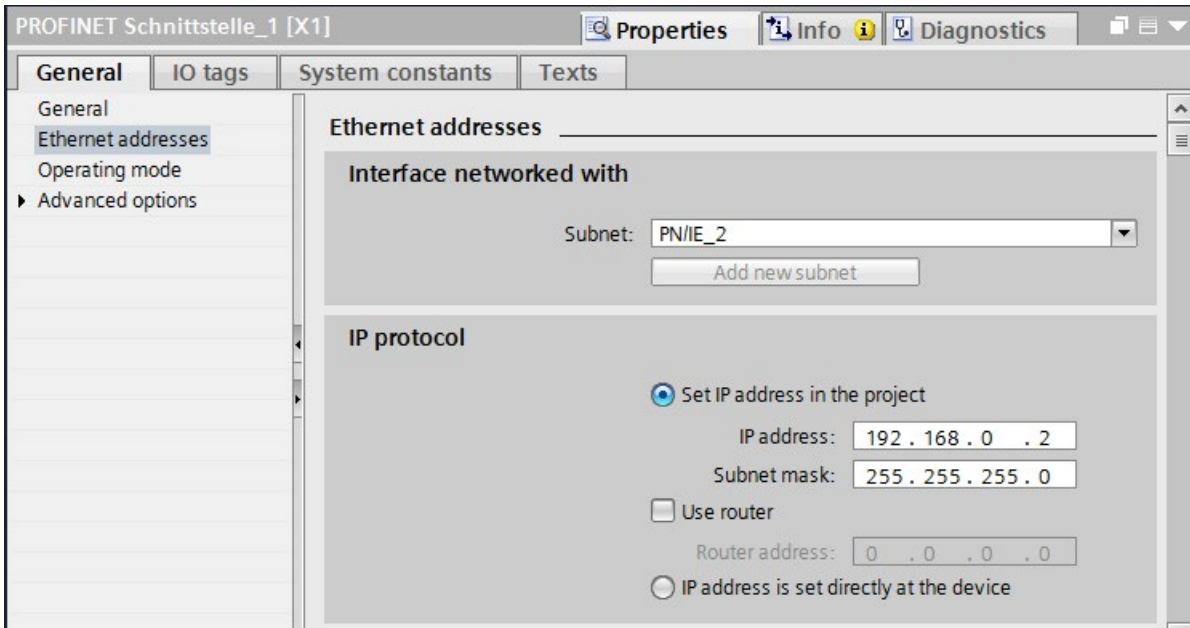 PROFINET Schnittstelle_1 [X1]
Properties
Info
Diagnostics
General
IO tags
System constants
Texts
General
Ethernet addresses
Operating mode
Advanced options
Ethernet addresses
Interface networked with
Subnet: PN/IE_2
Add new subnet
IP protocol
Set IP address in the project
IP address: 192 . 168 . 0 . 2
Subnet mask: 255 . 255 . 255 . 0
Use router
Router address: 0 . 0 . 0 . 0
IP address is set directly at the device